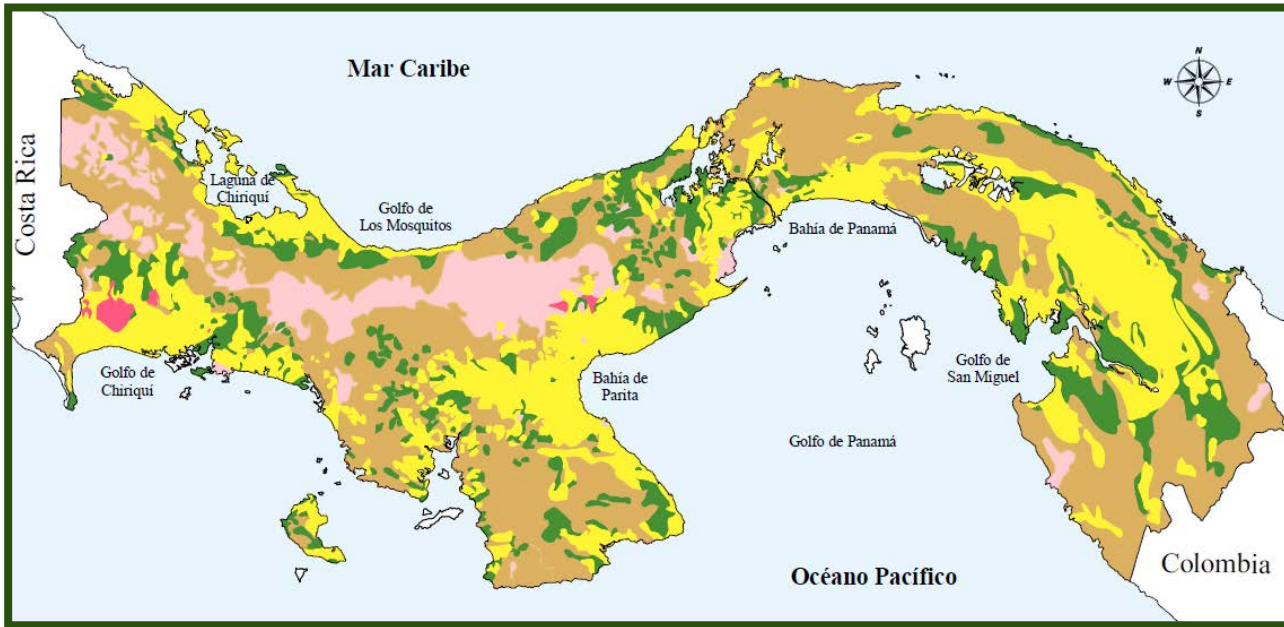 Mar Caribe
N
W E
S
Costa Rica
Laguna de
Chiriquí
Golfo de
Los Mosquitos
Bahía de Panamá
Golfo de
Chiriquí
Bahía de
Parita
Golfo de
San Miguel
Golfo de Panamá
Océano Pacífico
Colombia